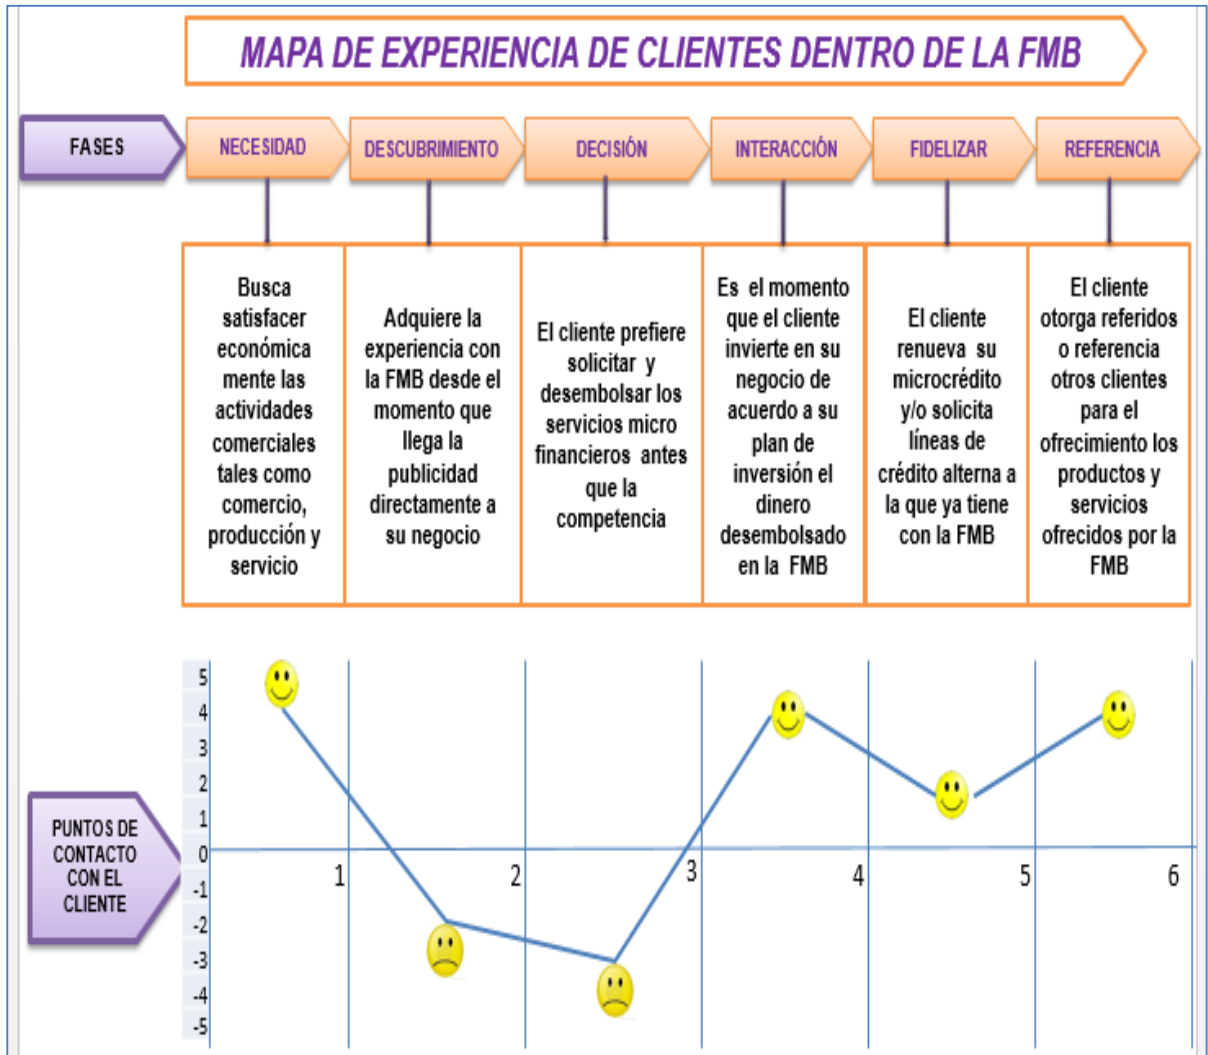 MAPA DE EXPERIENCIA DE CLIENTES DENTRO DE LA FMB
FASES
NECESIDAD
DESCUBRIMIENTO
DECISIÓN
INTERACCIÓN
FIDELIZAR
REFERENCIA
Busca
satisfacer
económica
mente las
actividades
comerciales
tales como
comercio,
producción y
servicio
Adquiere la
experiencia con
la FMB desde el
momento que
llega la
publicidad
directamente a
su negocio
El cliente prefiere
solicitar y
desembolsar los
servicios micro
financieros antes
que la
competencia
Es el momento
que el cliente
invierte en su
negocio de
acuerdo a su
plan de
inversión el
dinero
desembolsado
en la FMB
El cliente
renueva su
microcrédito
y/o solicita
líneas de
crédito alterna a
la que ya tiene
con la FMB
El cliente
otorga referidos
o referencia
otros clientes
para el
ofrecimiento los
productos y
servicios
ofrecidos por la
FMB
PUNTOS DE
CONTACTO
CON EL
CLIENTE
5
4
3
2
1
0
-1
-2
-3
-4
-5
1
2
3
4
5
6